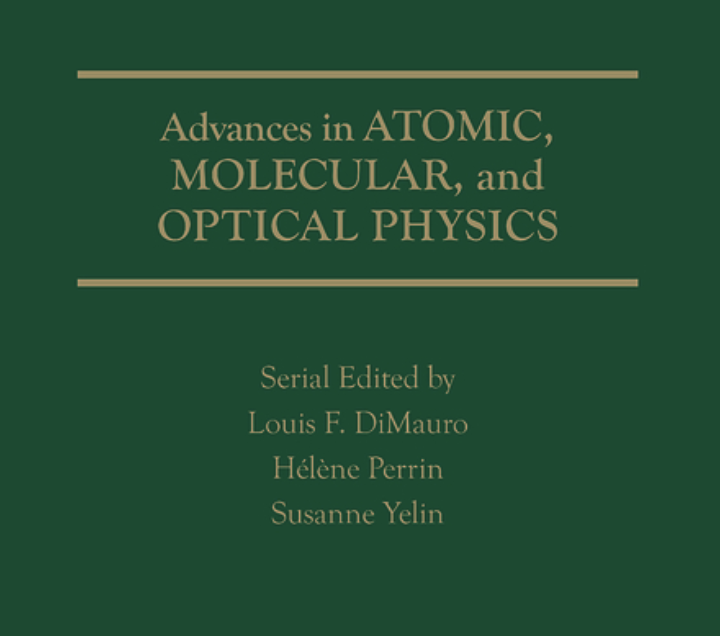 Advances in ATOMIC,
MOLECULAR, and
OPTICAL PHYSICS
Serial Edited by
Louis F. DiMauro
Hélène Perrin
Susanne Yelin